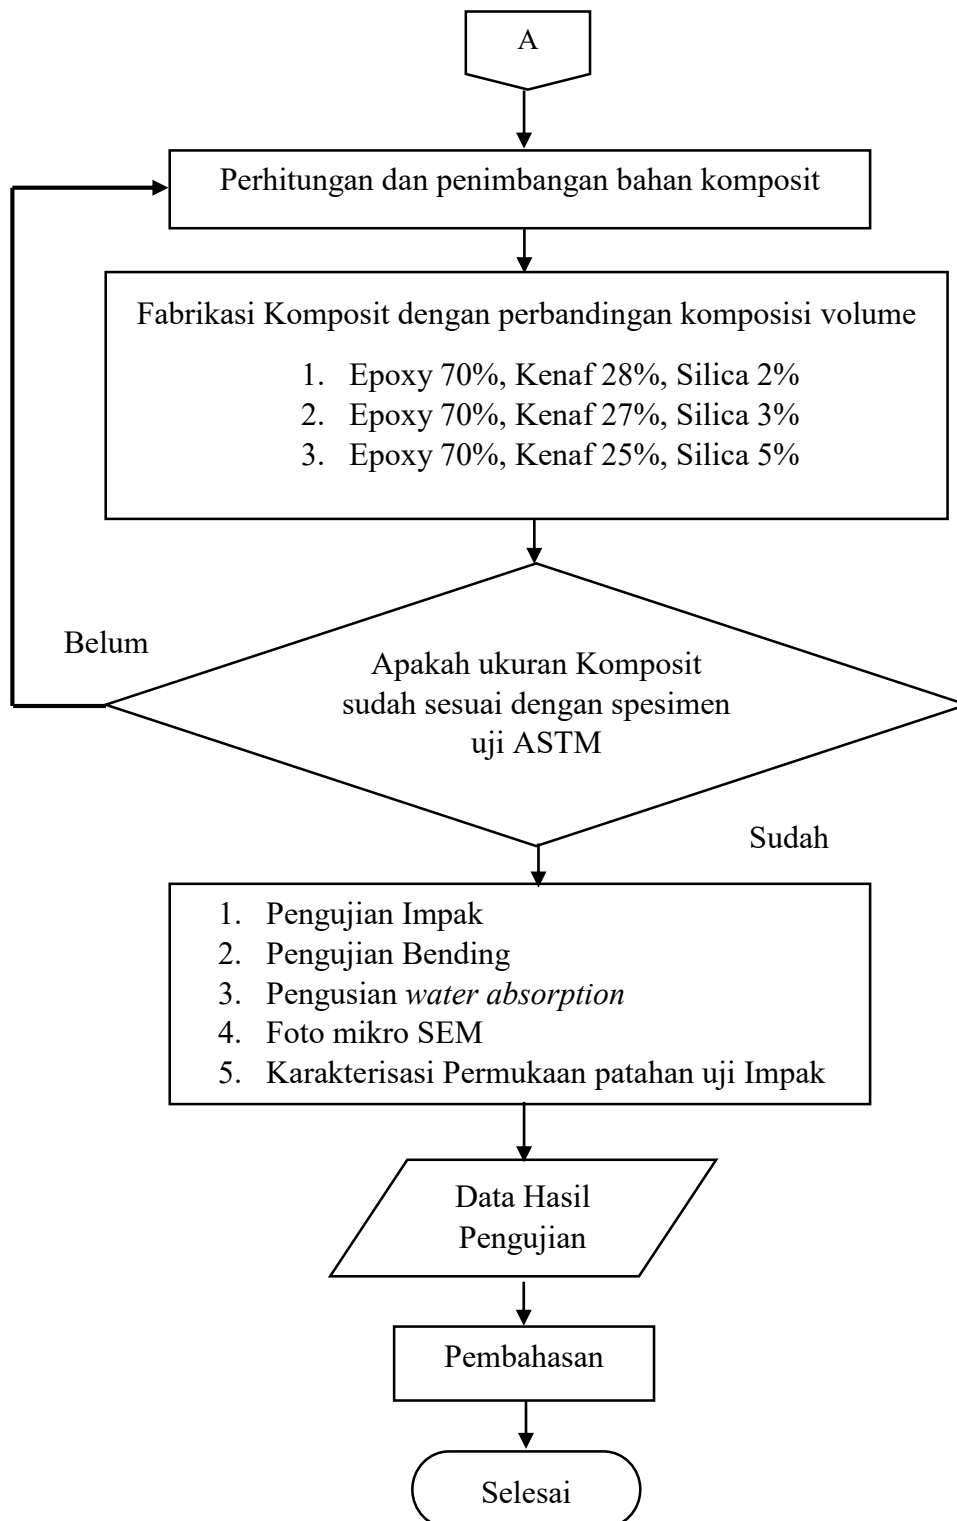 A
Perhitungan dan penimbangan bahan komposit
Fabrikasi Komposit dengan perbandingan komposisi volume
1. Epoxy 70%, Kenaf 28%, Silica 2%
2. Epoxy 70%, Kenaf 27%, Silica 3%
3. Epoxy 70%, Kenaf 25%, Silica 5%
Belum
Apakah ukuran Komposit
sudah sesuai dengan spesimen
uji ASTM
Sudah
1. Pengujian Impak
2. Pengujian Bending
3. Pengusian water absorption
4. Foto mikro SEM
5. Karakterisasi Permukaan patahan uji Impak
Data Hasil
Pengujian
Pembahasan
Selesai